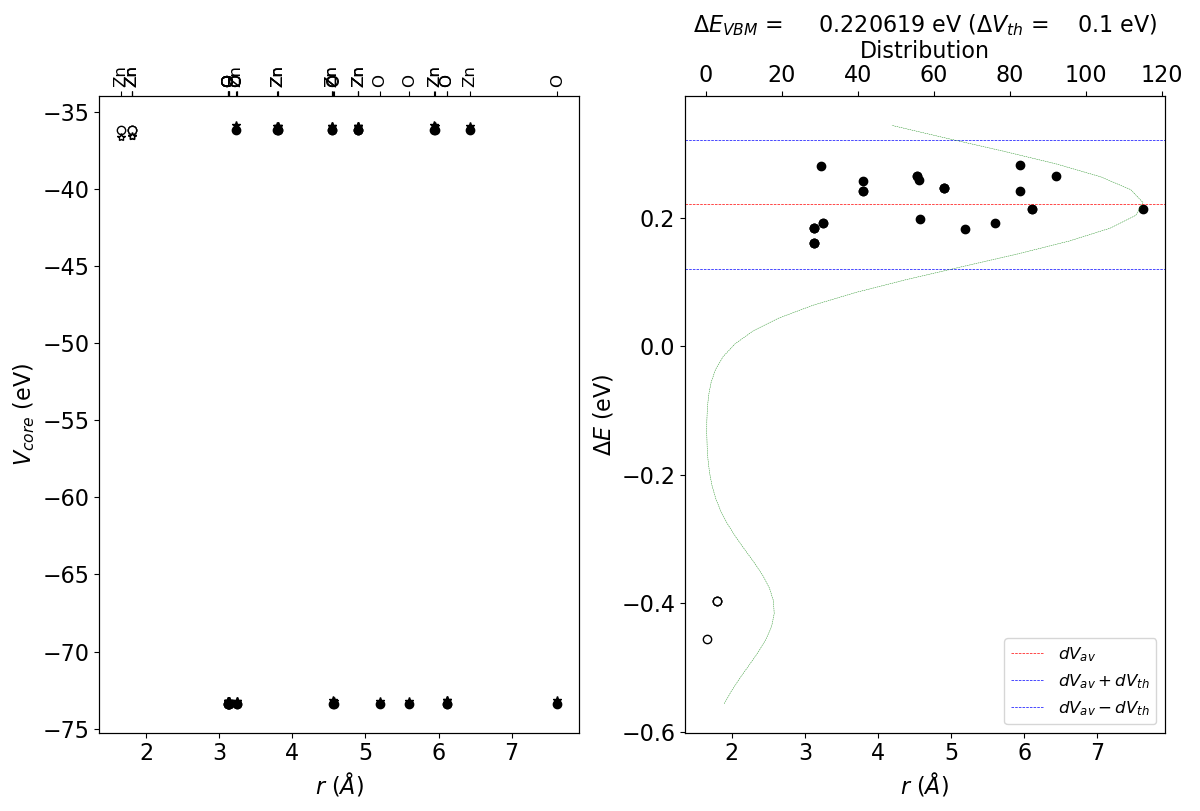 ΔE_VBM = 0.220619 eV (ΔV_th = 0.1 eV)
Distribution
0 20 40 60 80 100 120
Zn Zn O O Zn O Zn Zn O Zn O O Zn O Zn O
−35
−40
−45
−50
−55
−60
−65
−70
−75
V_core (eV)
2 3 4 5 6 7
r (Å)
0.2
0.0
−0.2
−0.4
−0.6
ΔE (eV)
dV_av
dV_av + dV_th
dV_av − dV_th
2 3 4 5 6 7
r (Å)